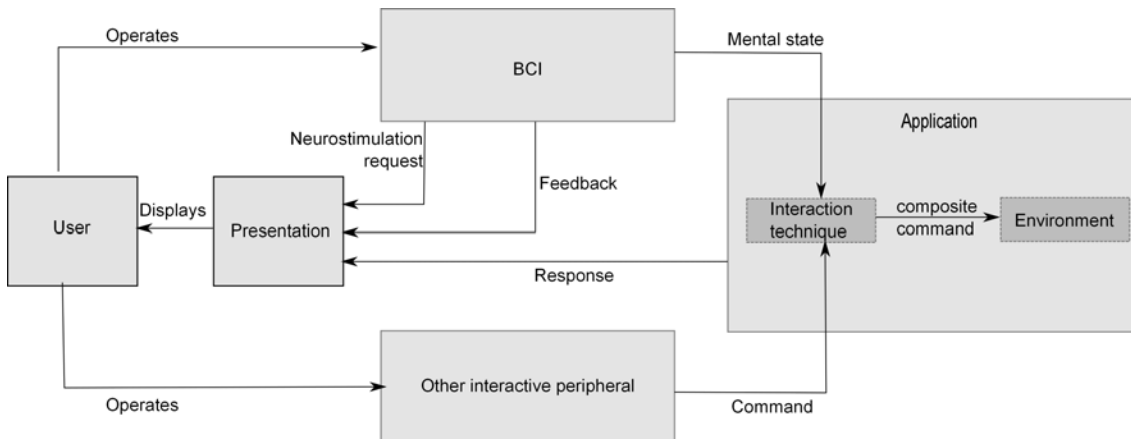 Operates
BCI
Mental state
Application
Neurostimulation
request
Feedback
User
Displays
Presentation
Interaction
technique
composite
command
Environment
Response
Other interactive peripheral
Operates
Command